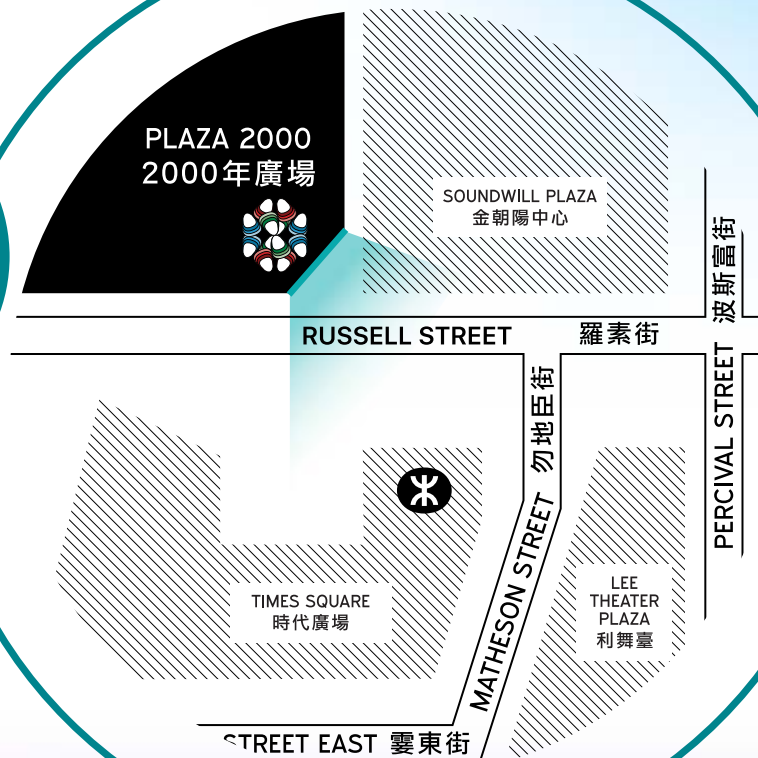 PLAZA 2000
2000年廣場
SOUNDWILL PLAZA
金朝陽中心
波斯富街
PERCIVAL STREET
RUSSELL STREET 羅素街
勿地臣街
MATHESON STREET
TIMES SQUARE
時代廣場
LEE
THEATER
PLAZA
利舞臺
STREET EAST 霎東街